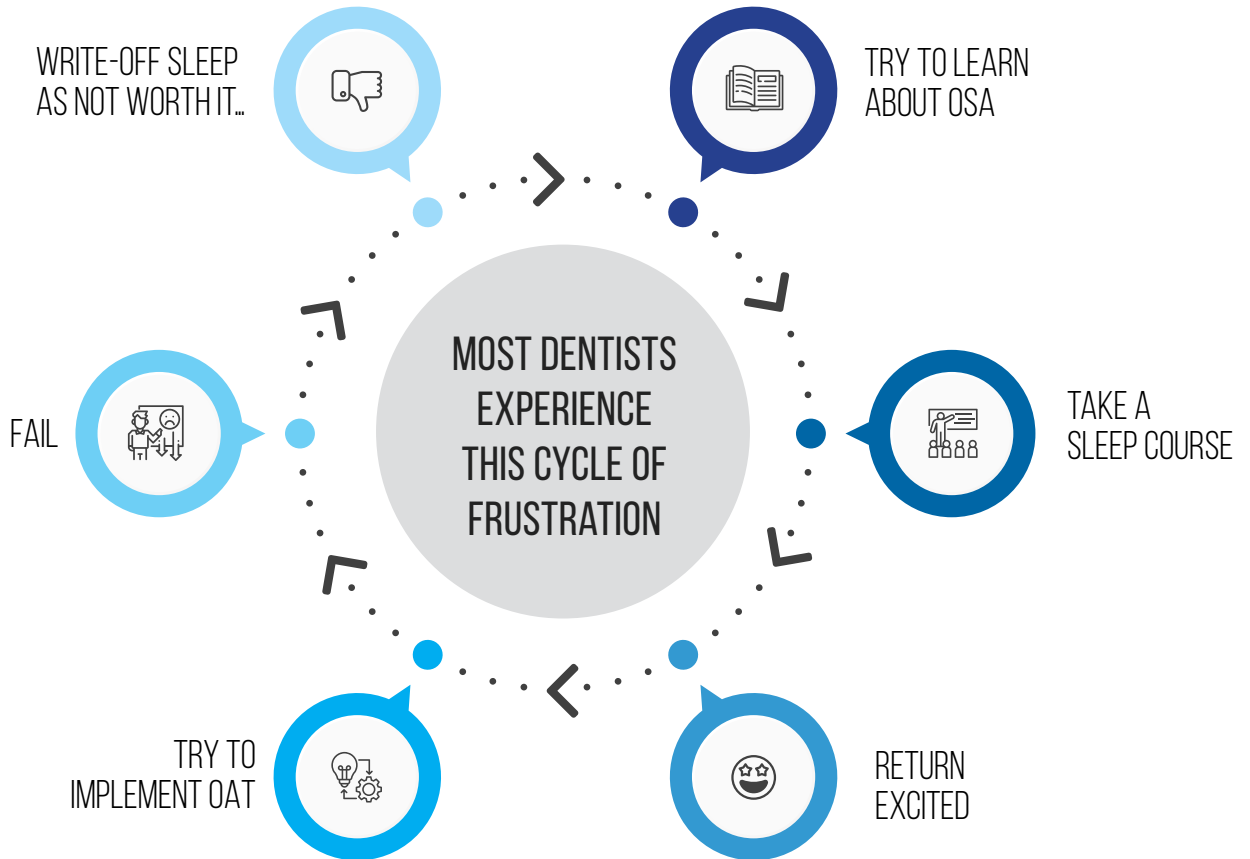 WRITE-OFF SLEEP
AS NOT WORTH IT...
TRY TO LEARN
ABOUT OSA
MOST DENTISTS
EXPERIENCE
THIS CYCLE OF
FRUSTRATION
FAIL
TAKE A
SLEEP COURSE
TRY TO
IMPLEMENT OAT
RETURN
EXCITED